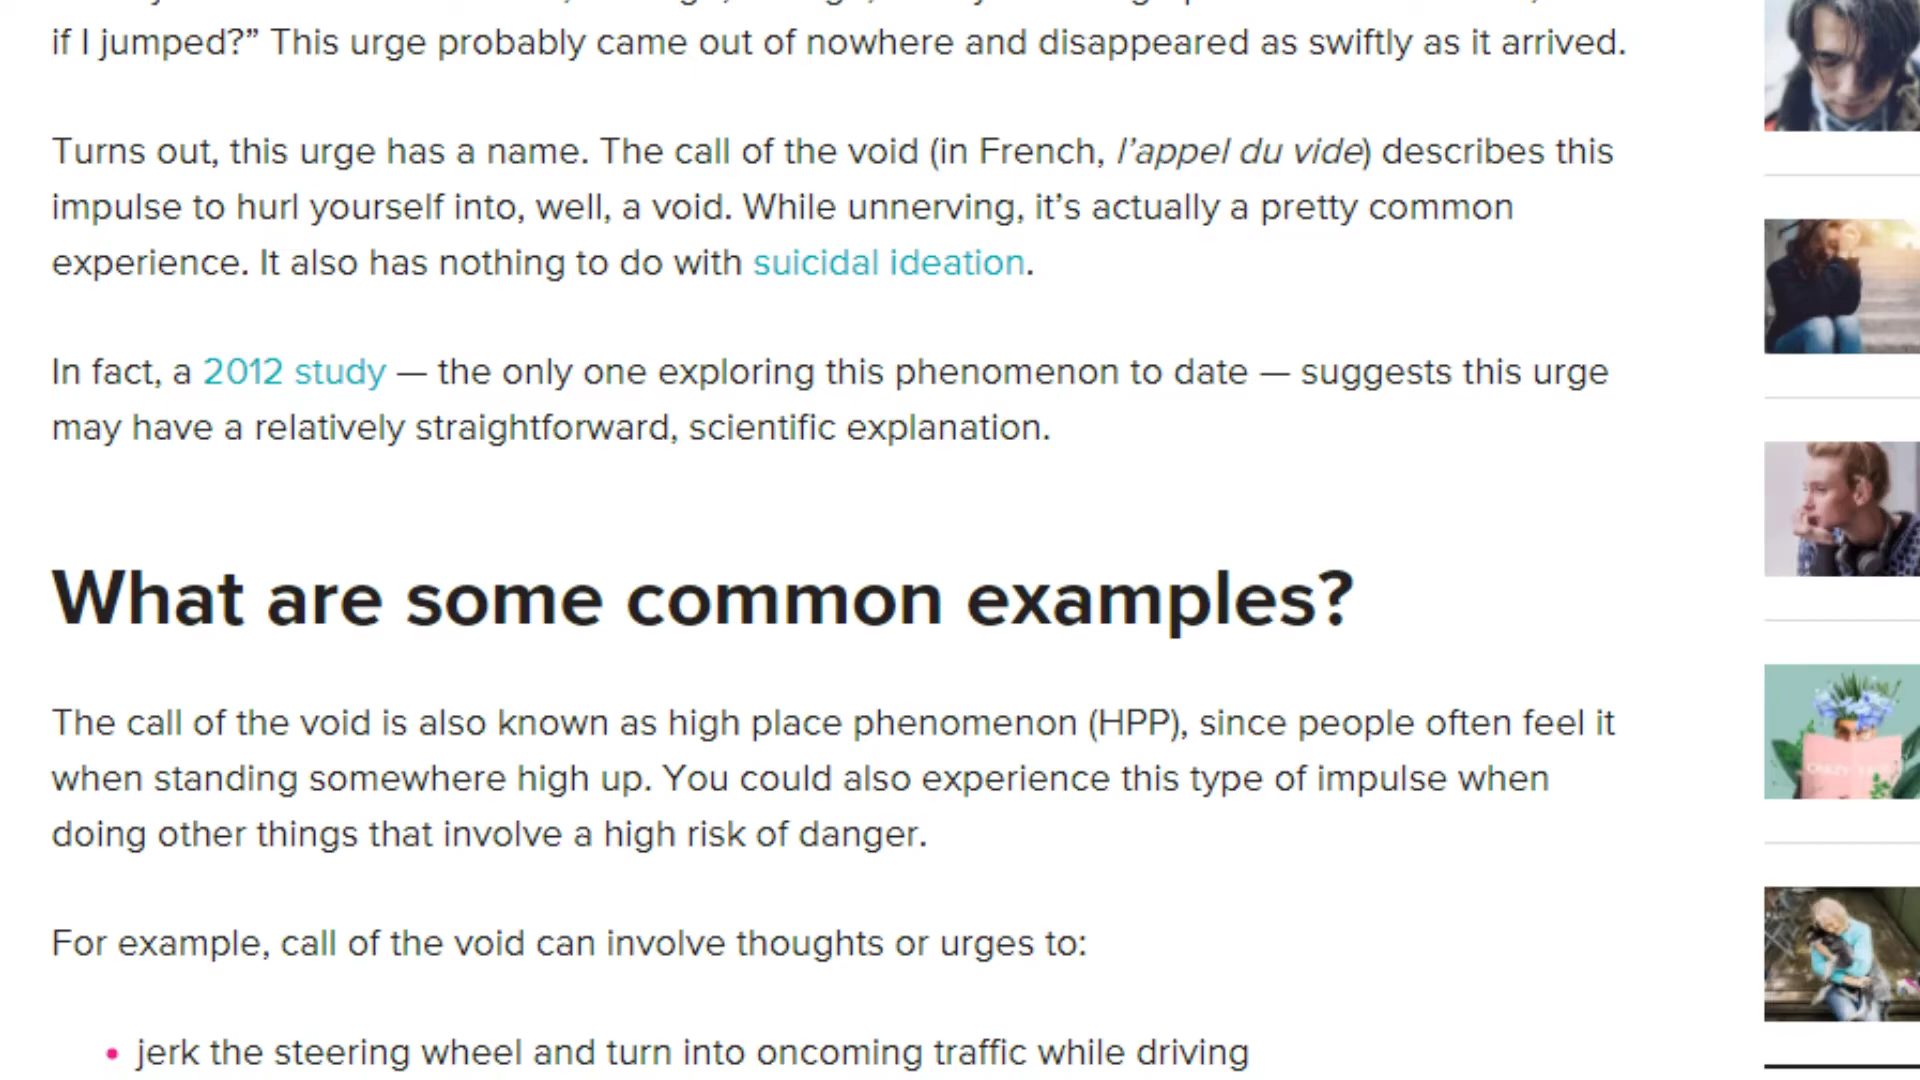 if I jumped?” This urge probably came out of nowhere and disappeared as swiftly as it arrived.
Turns out, this urge has a name. The call of the void (in French, l’appel du vide) describes this
impulse to hurl yourself into, well, a void. While unnerving, it’s actually a pretty common
experience. It also has nothing to do with suicidal ideation.
In fact, a 2012 study — the only one exploring this phenomenon to date — suggests this urge
may have a relatively straightforward, scientific explanation.
What are some common examples?
The call of the void is also known as high place phenomenon (HPP), since people often feel it
when standing somewhere high up. You could also experience this type of impulse when
doing other things that involve a high risk of danger.
For example, call of the void can involve thoughts or urges to:
• jerk the steering wheel and turn into oncoming traffic while driving